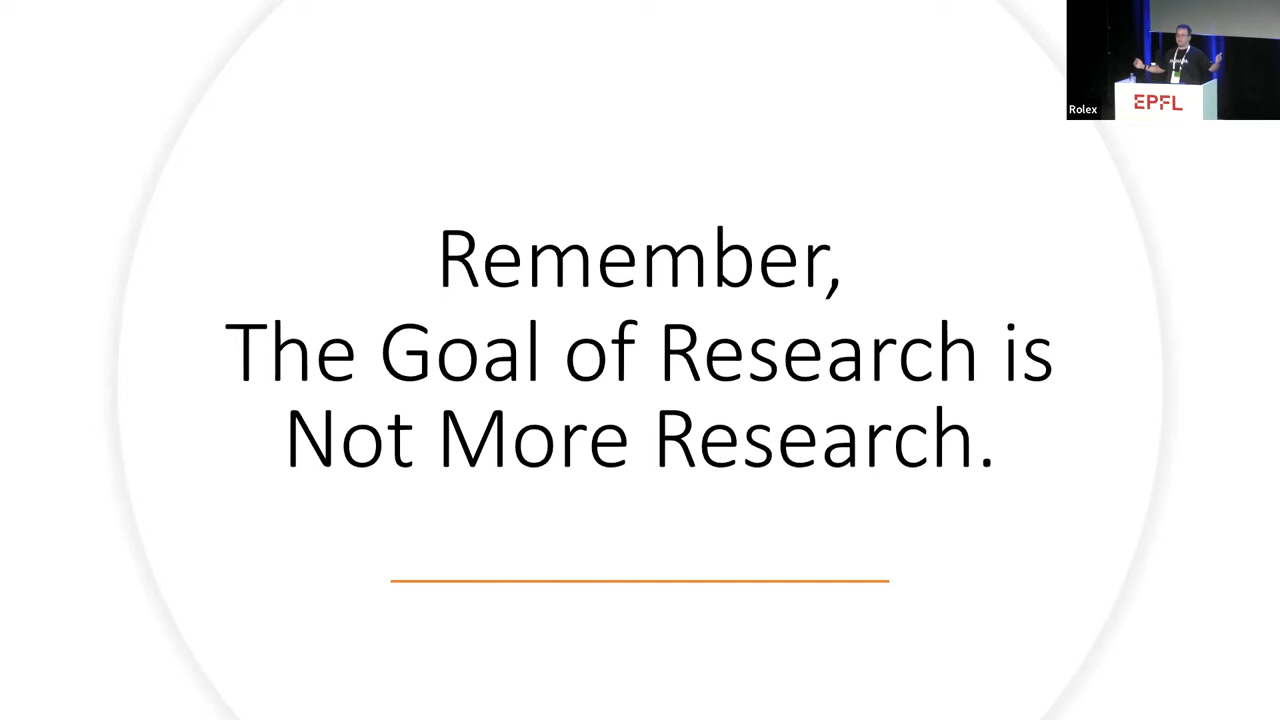 Remember,
The Goal of Research is
Not More Research.
Rolex
EPFL